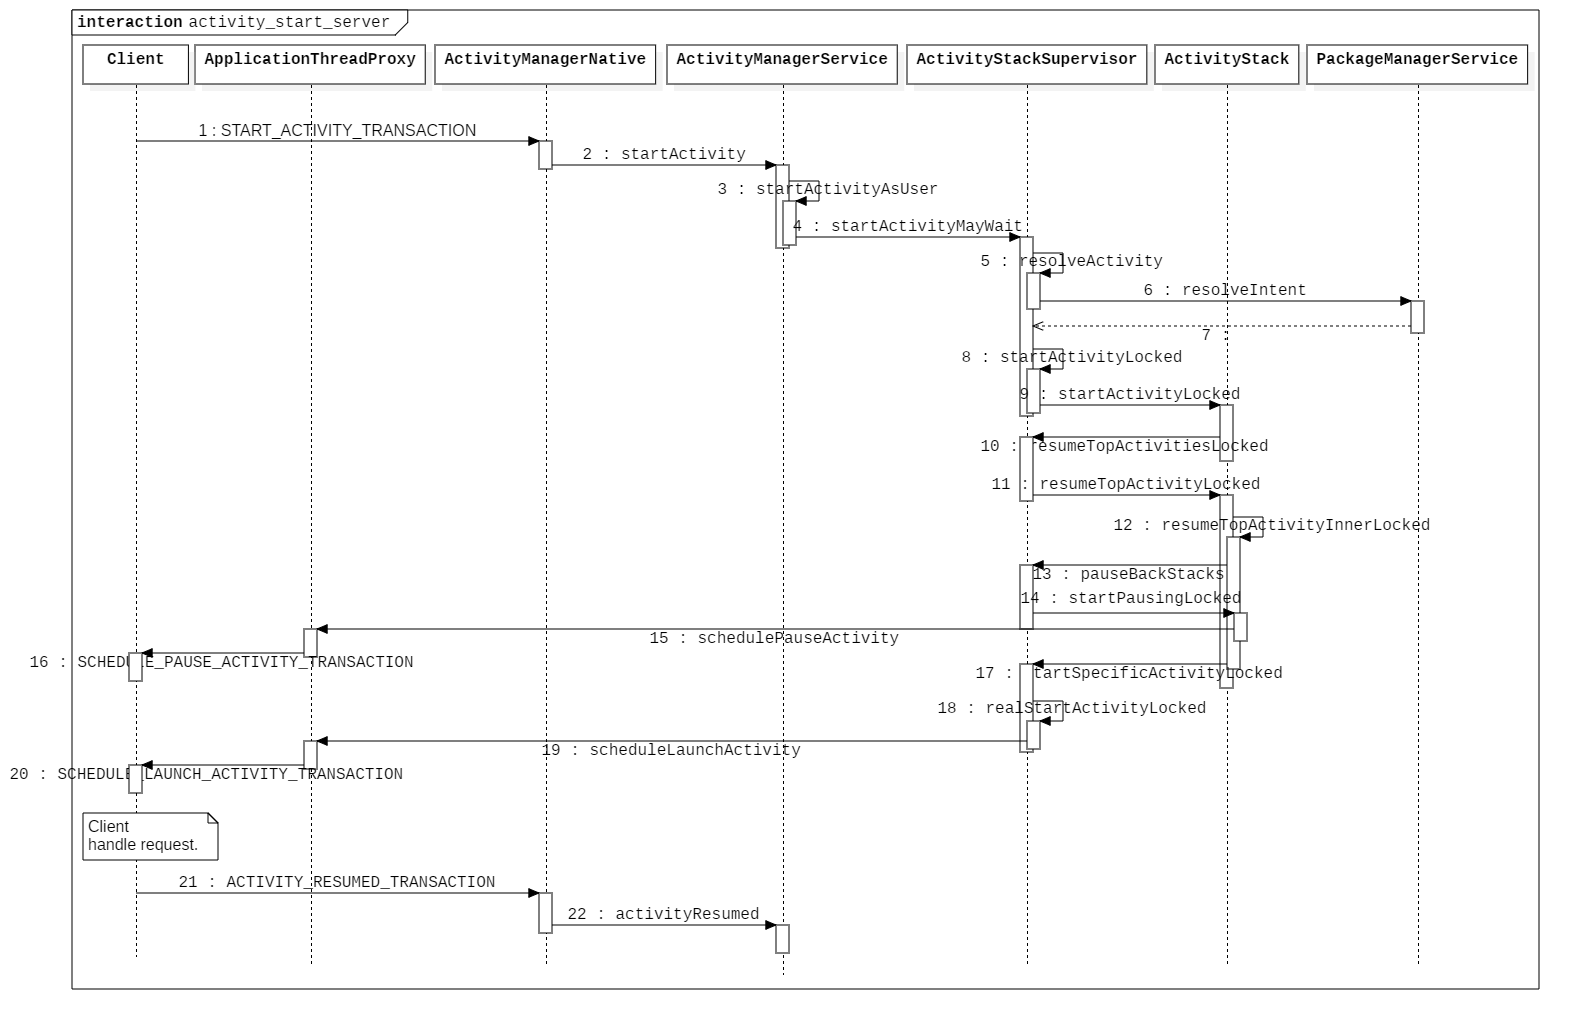 interaction activity_start_server
Client
ApplicationThreadProxy
ActivityManagerNative
ActivityManagerService
ActivityStackSupervisor
ActivityStack
PackageManagerService
1 : START_ACTIVITY_TRANSACTION
2 : startActivity
3 : startActivityAsUser
4 : startActivityMayWait
5 : resolveActivity
6 : resolveIntent
7 :
8 : startActivityLocked
9 : startActivityLocked
10 : resumeTopActivitiesLocked
11 : resumeTopActivityLocked
12 : resumeTopActivityInnerLocked
13 : pauseBackStacks
14 : startPausingLocked
15 : schedulePauseActivity
16 : SCHEDULE_PAUSE_ACTIVITY_TRANSACTION
17 : startSpecificActivityLocked
18 : realStartActivityLocked
19 : scheduleLaunchActivity
20 : SCHEDULE_LAUNCH_ACTIVITY_TRANSACTION
Client
handle request.
21 : ACTIVITY_RESUMED_TRANSACTION
22 : activityResumed